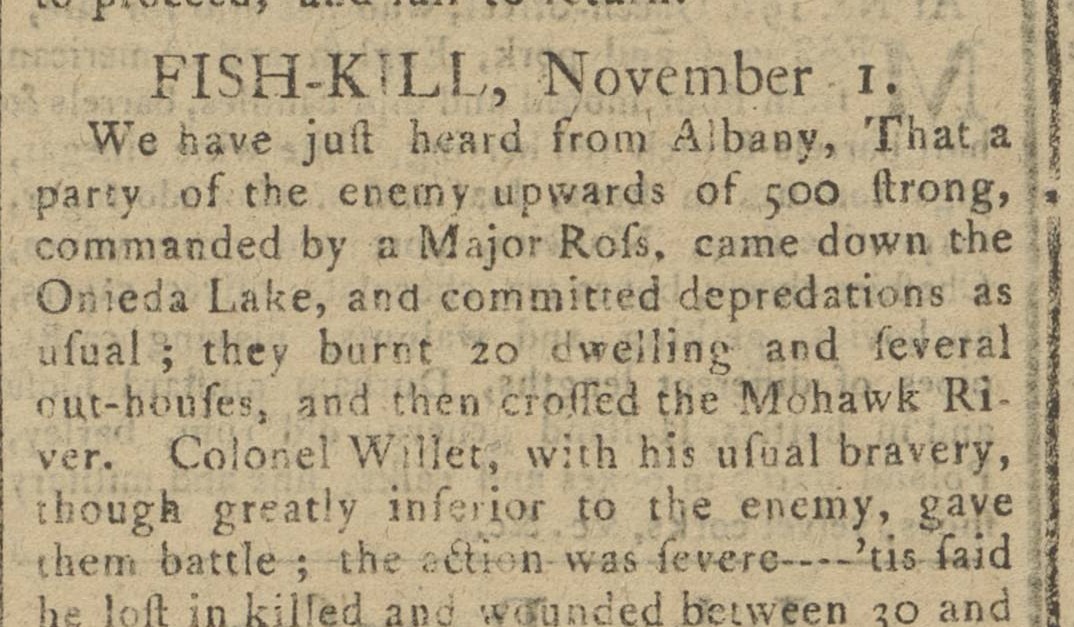 to proceed, and
FISH-KILL, November 1.
We have juſt heard from Albany, That a
party of the enemy upwards of 500 ſtrong,
commanded by a Major Roſs, came down the
Onieda Lake, and committed depredations as
uſual ; they burnt 20 dwelling and ſeveral
out-houſes, and then croſſed the Mohawk Ri-
ver. Colonel Willet, with his uſual bravery,
though greatly inferior to the enemy, gave
them battle ; the action was ſevere----'tis ſaid
he loſt in killed and wounded between 30 and